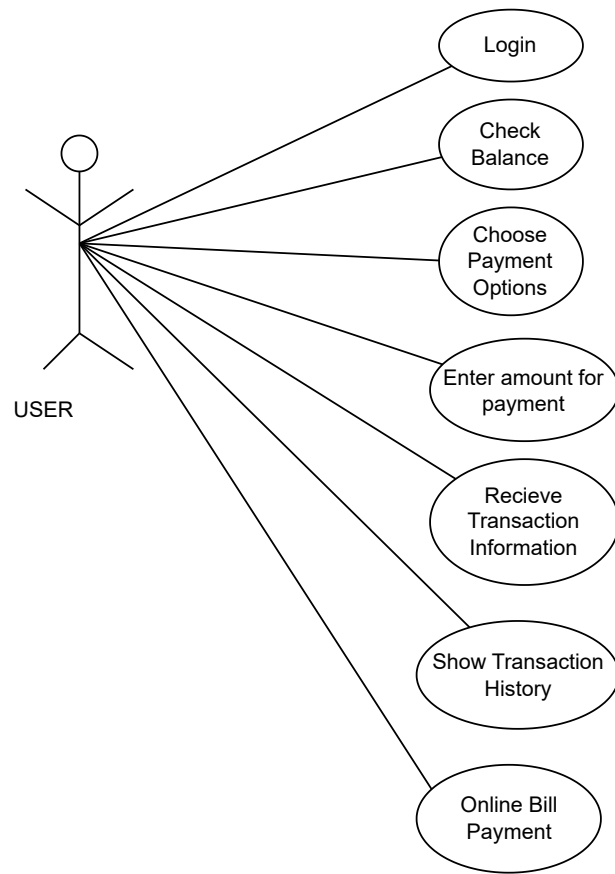 Login
Check
Balance
Choose
Payment
Options
Enter amount for
payment
USER
Recieve
Transaction
Information
Show Transaction
History
Online Bill
Payment